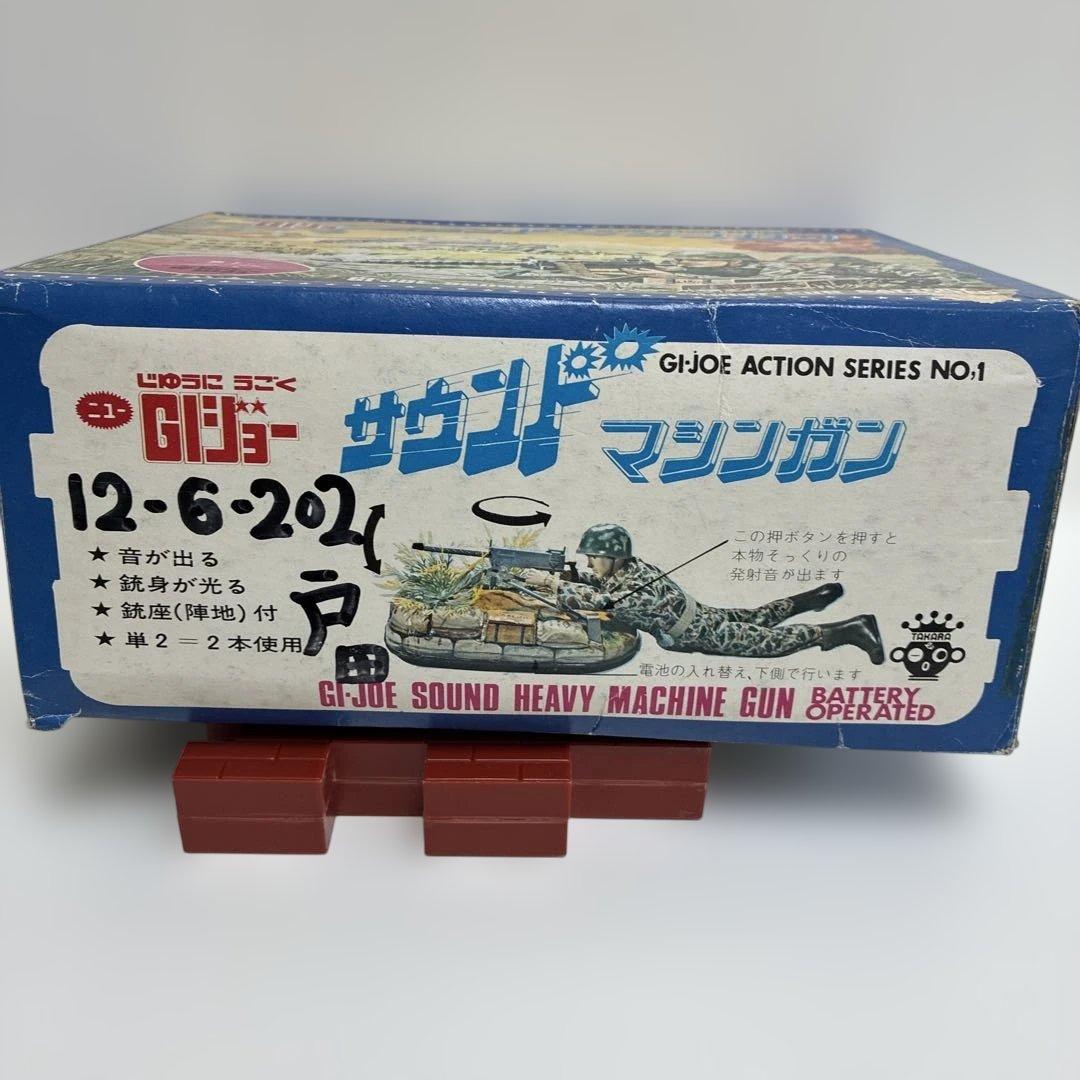 じゆうに うごく
ニュー
GIジョー
サウンド
マシンガン
GI-JOE ACTION SERIES NO,1
12-6-202
戸田
★ 音が出る
★ 銃身が光る
★ 銃座(陣地)付
★ 単2=2本使用
この押ボタンを押すと
本物そっくりの
発射音が出ます
電池の入れ替え、下側で行います
TAKARA
GI-JOE SOUND HEAVY MACHINE GUN BATTERY OPERATED